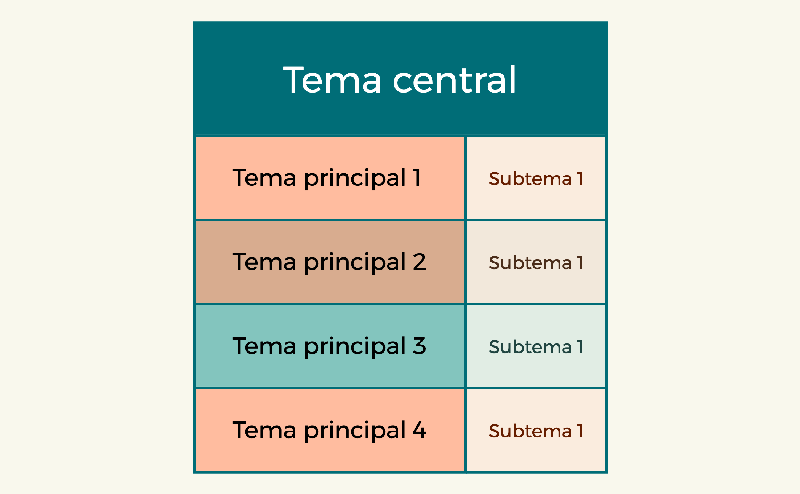 Tema central
Tema principal 1 Subtema 1
Tema principal 2 Subtema 1
Tema principal 3 Subtema 1
Tema principal 4 Subtema 1